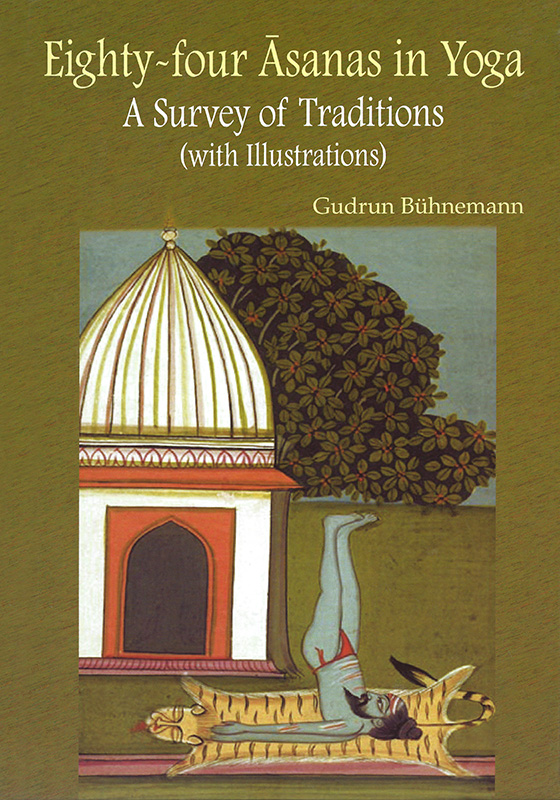 Eighty-four Āsanas in Yoga
A Survey of Traditions
(with Illustrations)
Gudrun Bühnemann